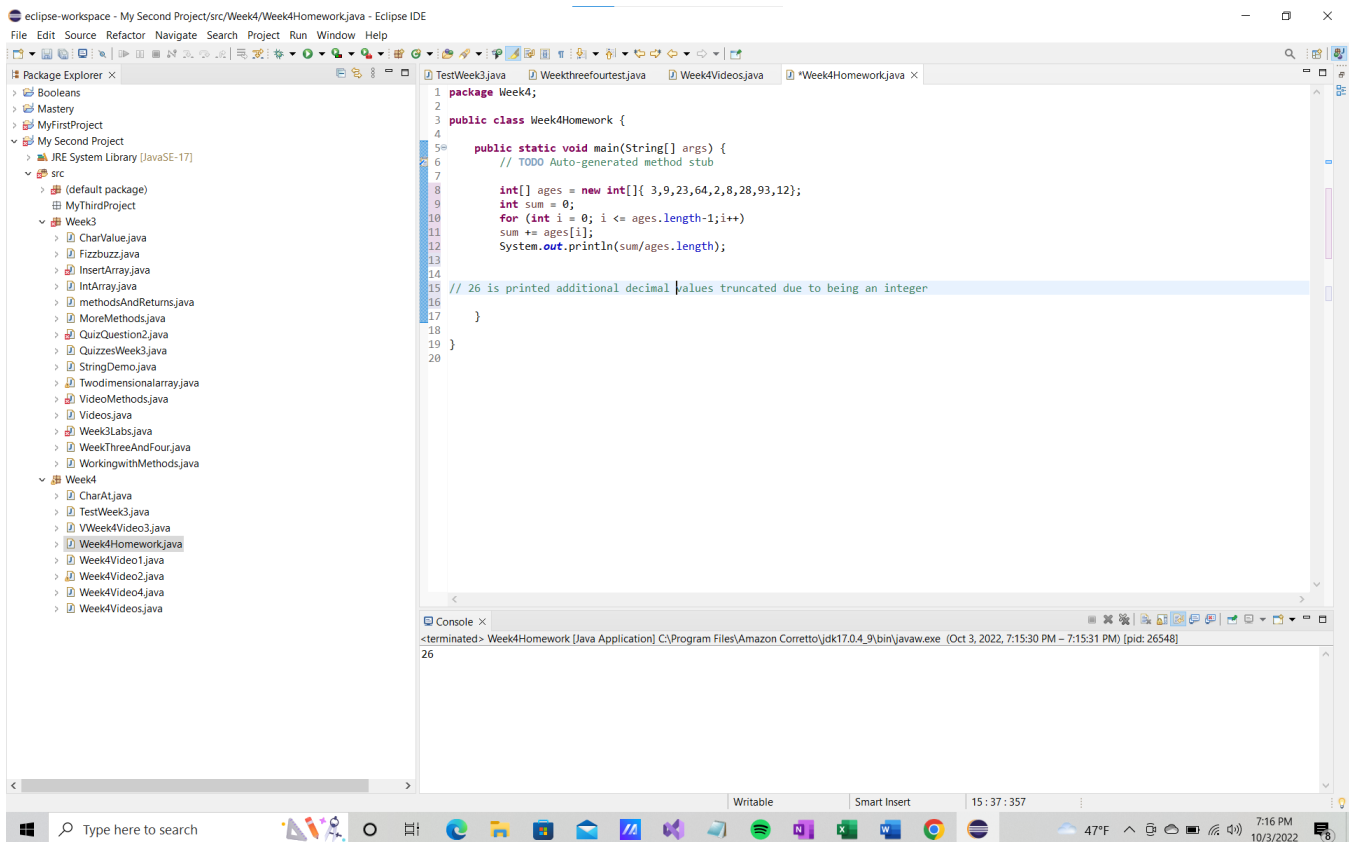 eclipse-workspace - My Second Project/src/Week4/Week4Homework.java - Eclipse IDE
File Edit Source Refactor Navigate Search Project Run Window Help
Package Explorer
Booleans
Mastery
MyFirstProject
My Second Project
JRE System Library [JavaSE-17]
src
(default package)
MyThirdProject
Week3
CharValue.java
Fizzbuzz.java
InsertArray.java
IntArray.java
methodsAndReturns.java
MoreMethods.java
QuizQuestion2.java
QuizzesWeek3.java
StringDemo.java
Twodimensionalarray.java
VideoMethods.java
Videos.java
Week3Labs.java
WeekThreeAndFour.java
WorkingwithMethods.java
Week4
CharAt.java
TestWeek3.java
VWeek4Video3.java
Week4Homework.java
Week4Video1.java
Week4Video2.java
Week4Video4.java
Week4Videos.java
TestWeek3.java Weekthreefourtest.java Week4Videos.java *Week4Homework.java
1 package Week4;
2
3 public class Week4Homework {
4
5 public static void main(String[] args) {
6 // TODO Auto-generated method stub
7
8 int[] ages = new int[]{ 3,9,23,64,2,8,28,93,12};
9 int sum = 0;
10 for (int i = 0; i <= ages.length-1;i++)
11 sum += ages[i];
12 System.out.println(sum/ages.length);
13
14
15 // 26 is printed additional decimal values truncated due to being an integer
16
17 }
18
19 }
20
Console
<terminated> Week4Homework [Java Application] C:\Program Files\Amazon Corretto\jdk17.0.4_9\bin\javaw.exe (Oct 3, 2022, 7:15:30 PM – 7:15:31 PM) [pid: 26548]
26
Writable Smart Insert 15 : 37 : 357
Type here to search
47°F
7:16 PM
10/3/2022
8